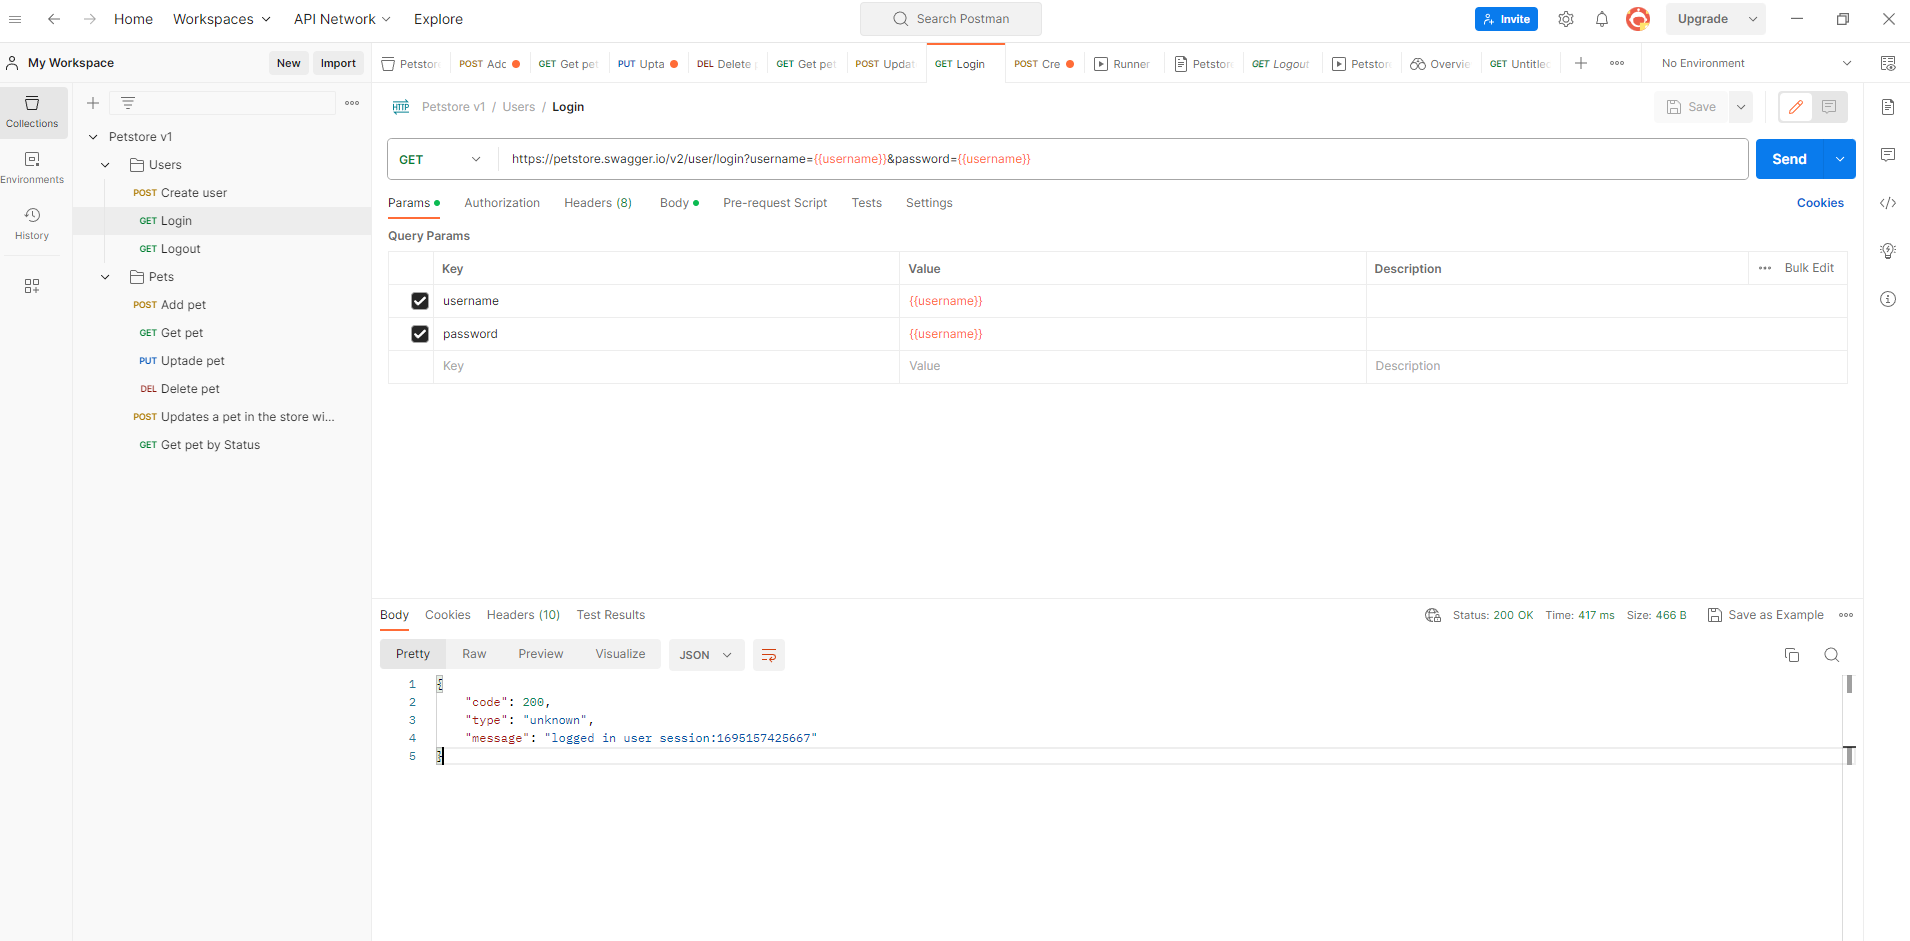 Home Workspaces API Network Explore Search Postman Invite Upgrade
My Workspace New Import
Petstor POST Adc GET Get pet PUT Upta DEL Delete GET Get pet POST Updat GET Login POST Cre Runner Petstor GET Logout Petstor Overvie GET Untitle No Environment
Collections
Environments
History
Petstore v1
Users
POST Create user
GET Login
GET Logout
Pets
POST Add pet
GET Get pet
PUT Uptade pet
DEL Delete pet
POST Updates a pet in the store wi...
GET Get pet by Status
HTTP Petstore v1 / Users / Login Save
GET https://petstore.swagger.io/v2/user/login?username={{username}}&password={{username}} Send
Params Authorization Headers (8) Body Pre-request Script Tests Settings Cookies
Query Params
Key Value Description Bulk Edit
username {{username}}
password {{username}}
Key Value Description
Body Cookies Headers (10) Test Results Status: 200 OK Time: 417 ms Size: 466 B Save as Example
Pretty Raw Preview Visualize JSON
1 {
2 "code": 200,
3 "type": "unknown",
4 "message": "logged in user session:1695157425667"
5 }